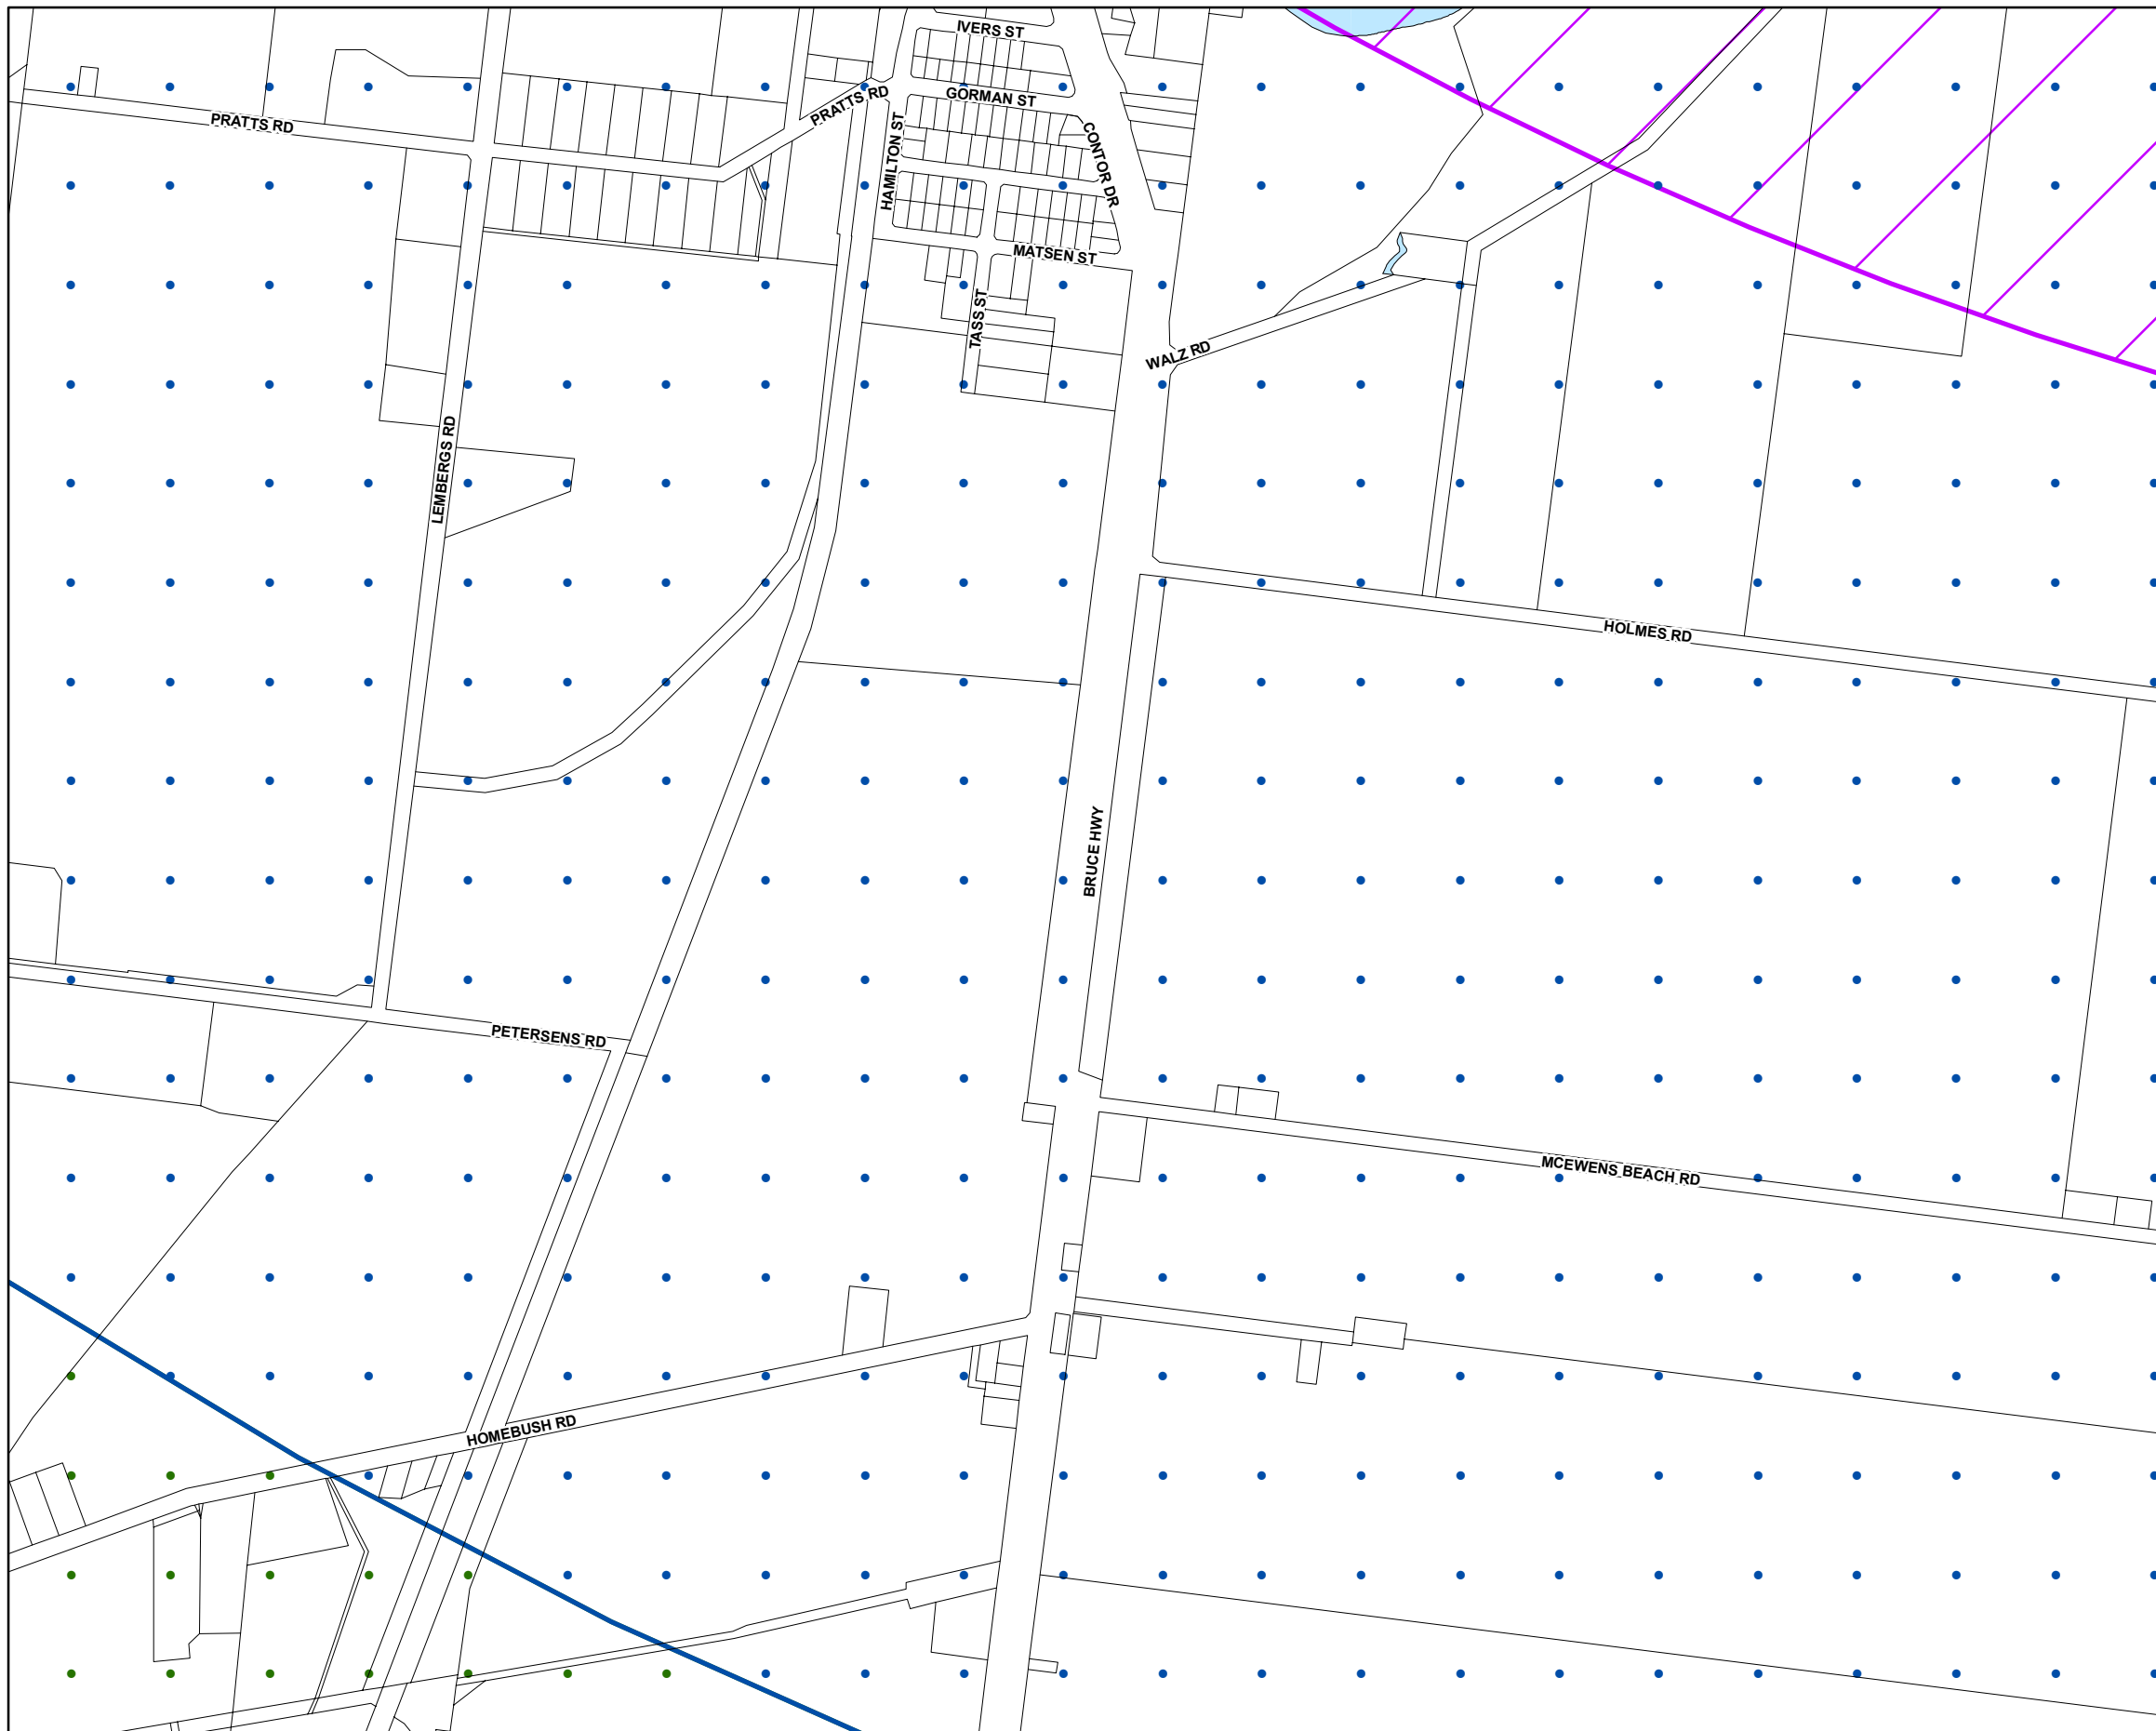 IVERS ST
PRATTS RD
GORMAN ST
PRATTS RD
HAMILTON ST
CONTOR DR
MATSEN ST
TASS ST
WALZ RD
LEMBERGS RD
HOLMES RD
BRUCE HWY
PETERSENS RD
MCEWENS BEACH RD
HOMEBUSH RD